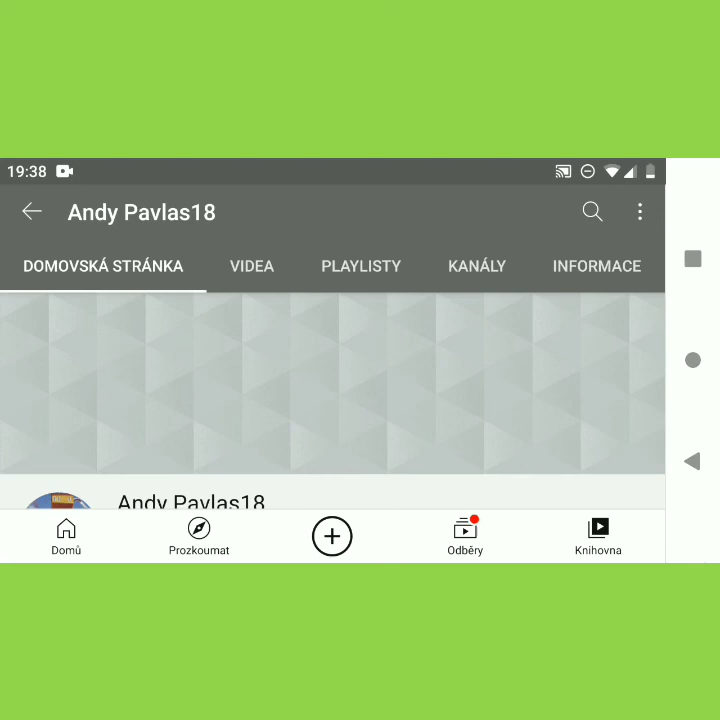 19:38
Andy Pavlas18
DOMOVSKÁ STRÁNKA VIDEA PLAYLISTY KANÁLY INFORMACE
Andy Pavlas18
Domů Prozkoumat Odběry Knihovna